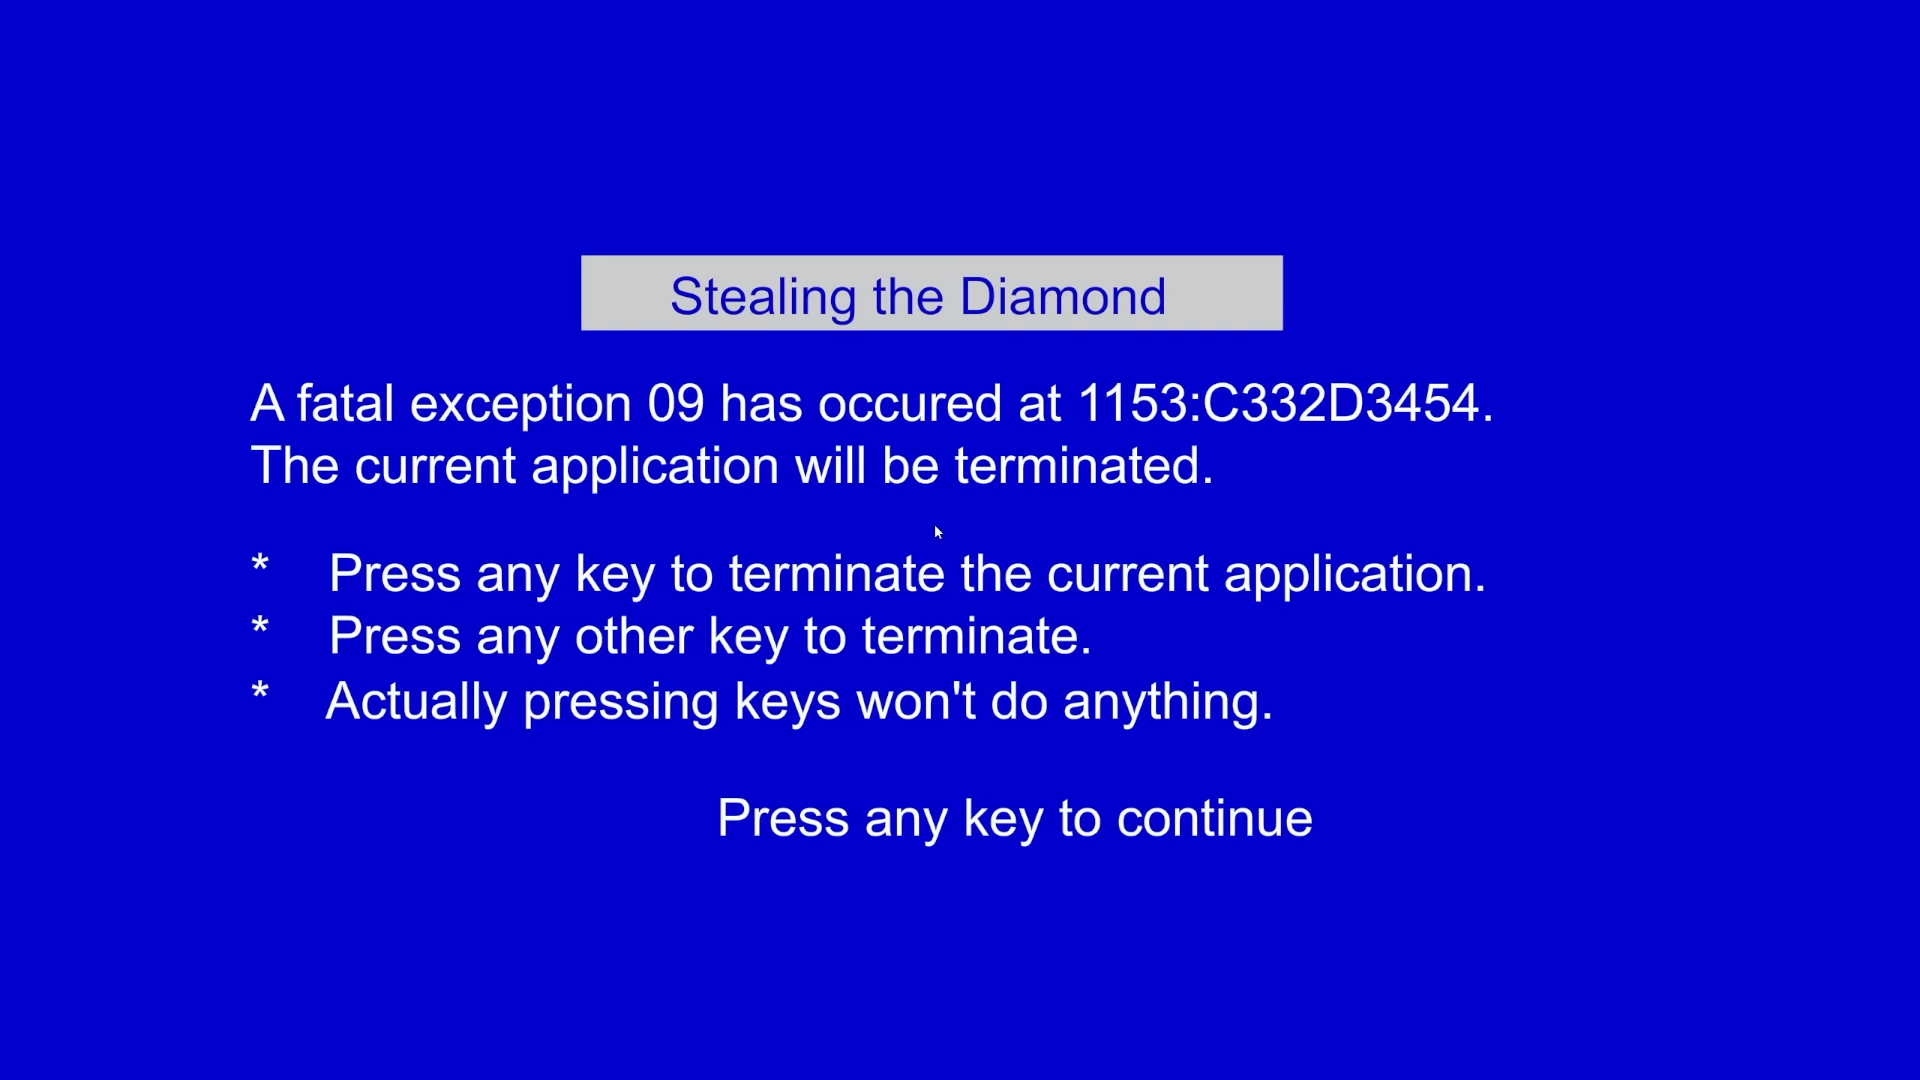 Stealing the Diamond
A fatal exception 09 has occured at 1153:C332D3454.
The current application will be terminated.
* Press any key to terminate the current application.
* Press any other key to terminate.
* Actually pressing keys won't do anything.
Press any key to continue